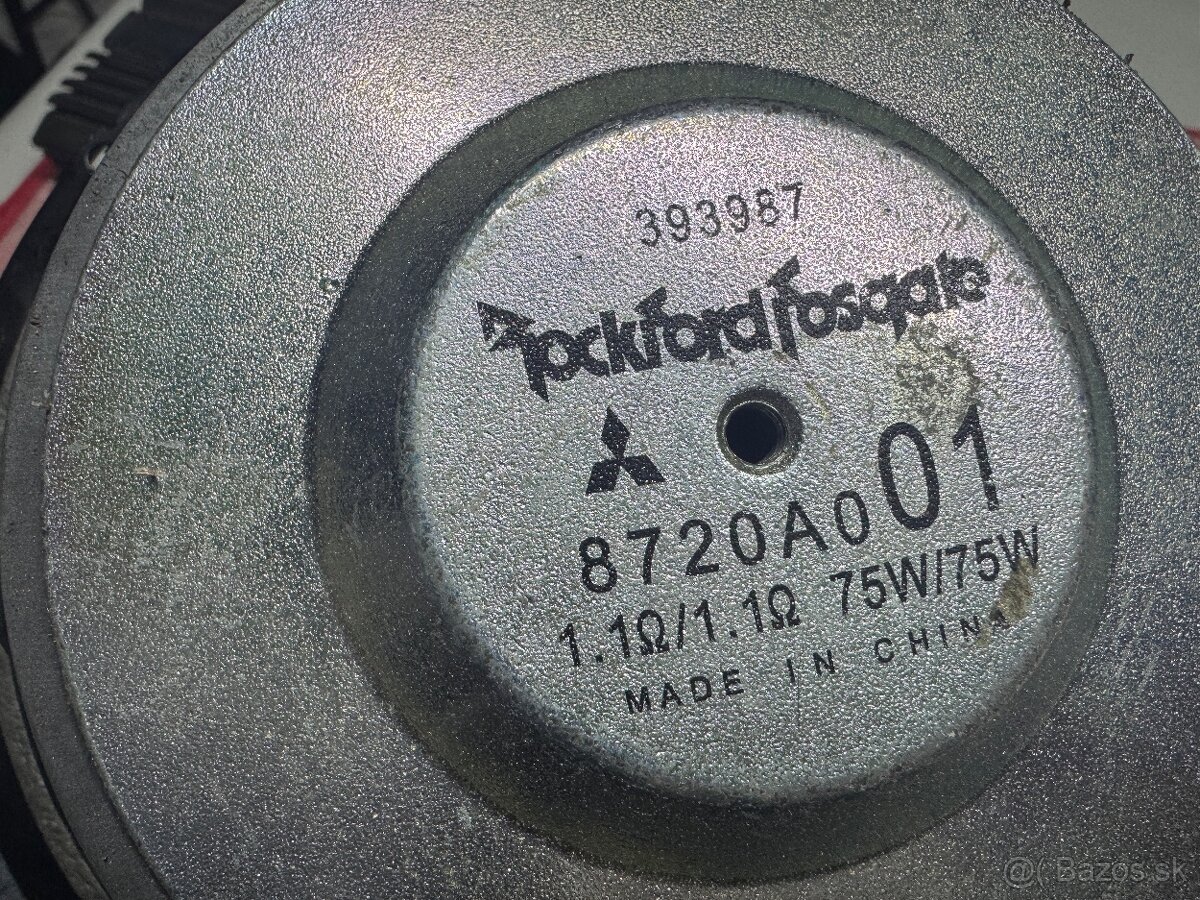 393987
Rockford Fosgate
8720A001
1.1Ω/1.1Ω 75W/75W
MADE IN CHINA
@( Bazos.sk